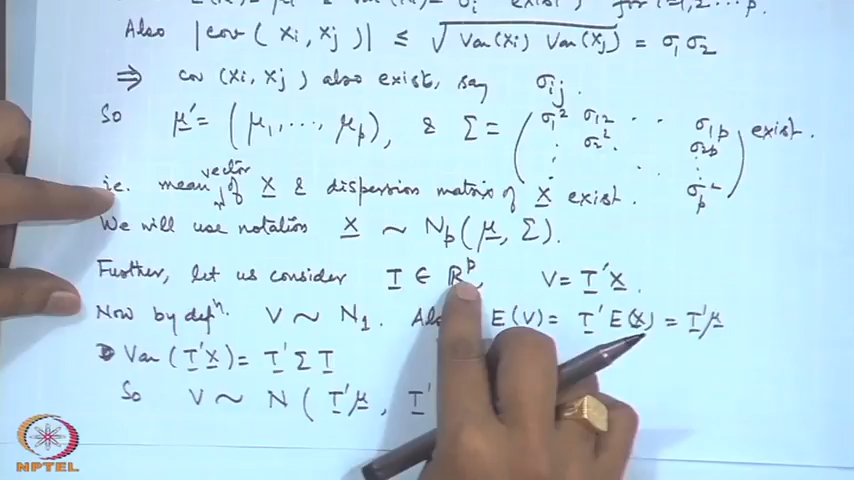 Also |cov( Xi, Xj )| ≤ √Var(Xi) Var(Xj) = σ1 σ2
⇒ cov (Xi, Xj) also exist, say σij.
So μ' = (μ1, ..., μp), & Σ = ( σ1² σ12 . . σ1p
σ2² σ2p
: . . :
σp² ) exist.
i.e. mean vector of X & dispersion matrix of X exist.
We will use notation X ~ Np(μ, Σ).
Further, let us consider T ∈ Rᵖ, V = T'X.
Now by defⁿ. V ~ N1. E(V) = T' E(X) = T'μ
Var (T'X) = T'ΣT
So V ~ N ( T'μ, T'
NPTEL